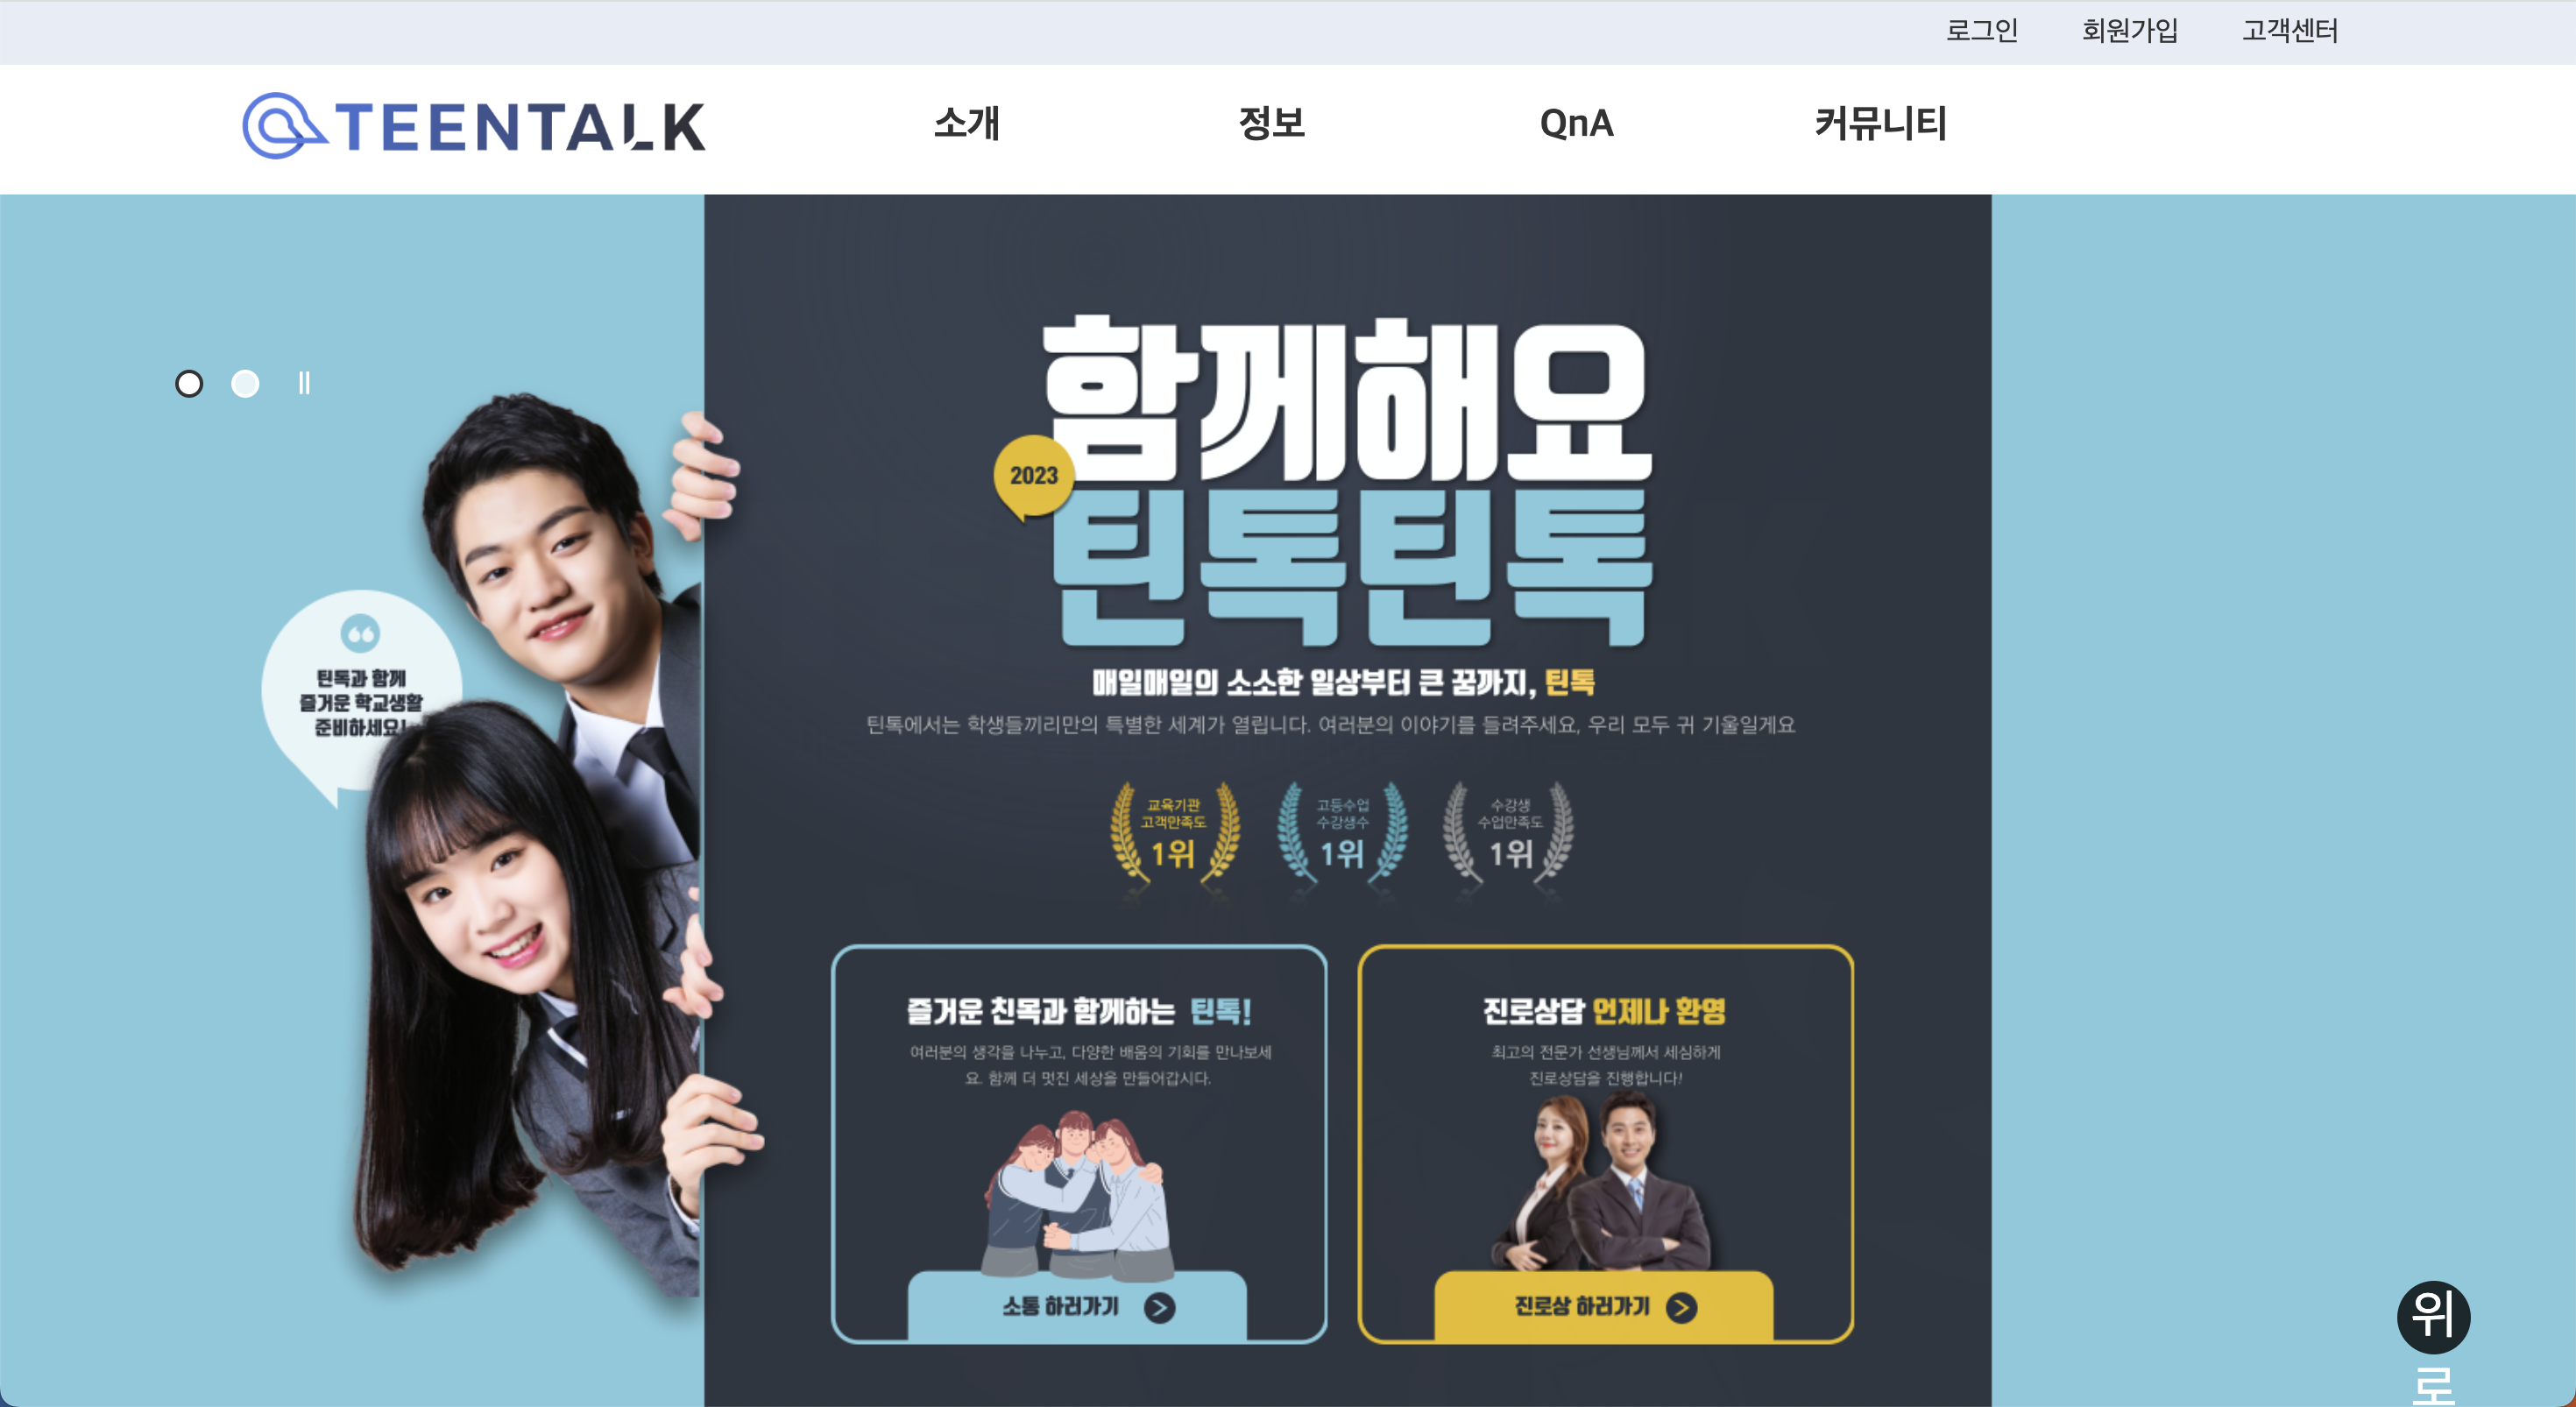 로그인 회원가입 고객센터
TEENTALK 소개 정보 QnA 커뮤니티
함께해요
2023
틴톡틴톡
매일매일의 소소한 일상부터 큰 꿈까지, 틴톡
틴톡에서는 학생들끼리만의 특별한 세계가 열립니다. 여러분의 이야기를 들려주세요, 우리 모두 귀 기울일게요
틴톡과 함께
즐거운 학교생활
준비하세요!
교육기관
고객만족도
1위
고등수업
수강생수
1위
수강생
수업만족도
1위
즐거운 친목과 함께하는 틴톡!
여러분의 생각을 나누고, 다양한 배움의 기회를 만나보세
요. 함께 더 멋진 세상을 만들어갑시다.
소통 하러가기
진로상담 언제나 환영
최고의 전문가 선생님께서 세심하게
진로상담을 진행합니다!
진로상 하러가기
위
로